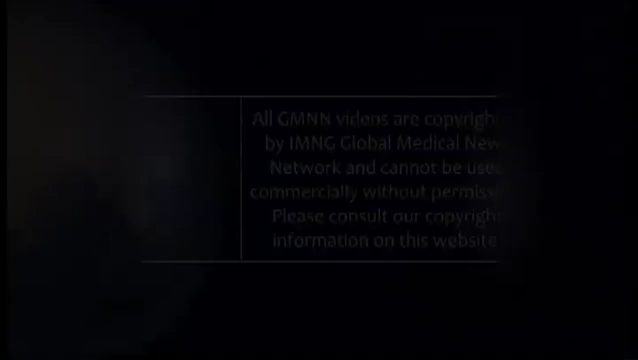 All GMNN videos are copyrigh
by IMNG Global Medical New
Network and cannot be use
commercially without permiss
Please consult our copyrigh
information on this website